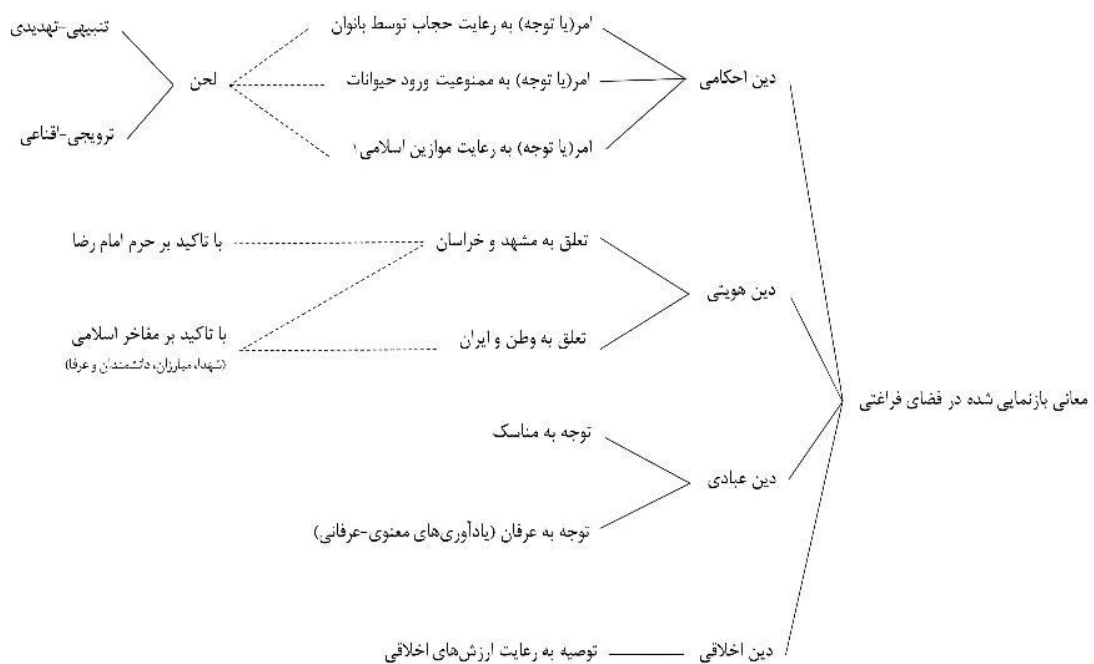 معانی بازنمایی شده در فضای فراغتی
دین احکامی
امر(یا توجه) به رعایت حجاب توسط بانوان
امر(یا توجه) به ممنوعیت ورود حیوانات
امر(یا توجه) به رعایت موازین اسلامی۱
لحن
تنبیهی-تهدیدی
ترویجی-اقناعی
دین هویتی
تعلق به مشهد و خراسان
با تاکید بر حرم امام رضا
تعلق به وطن و ایران
با تاکید بر مفاخر اسلامی
(شهدا، مبارزان، دانشمندان و عرفا)
دین عبادی
توجه به مناسک
توجه به عرفان (یادآوری‌های معنوی-عرفانی)
دین اخلاقی
توصیه به رعایت ارزش‌های اخلاقی